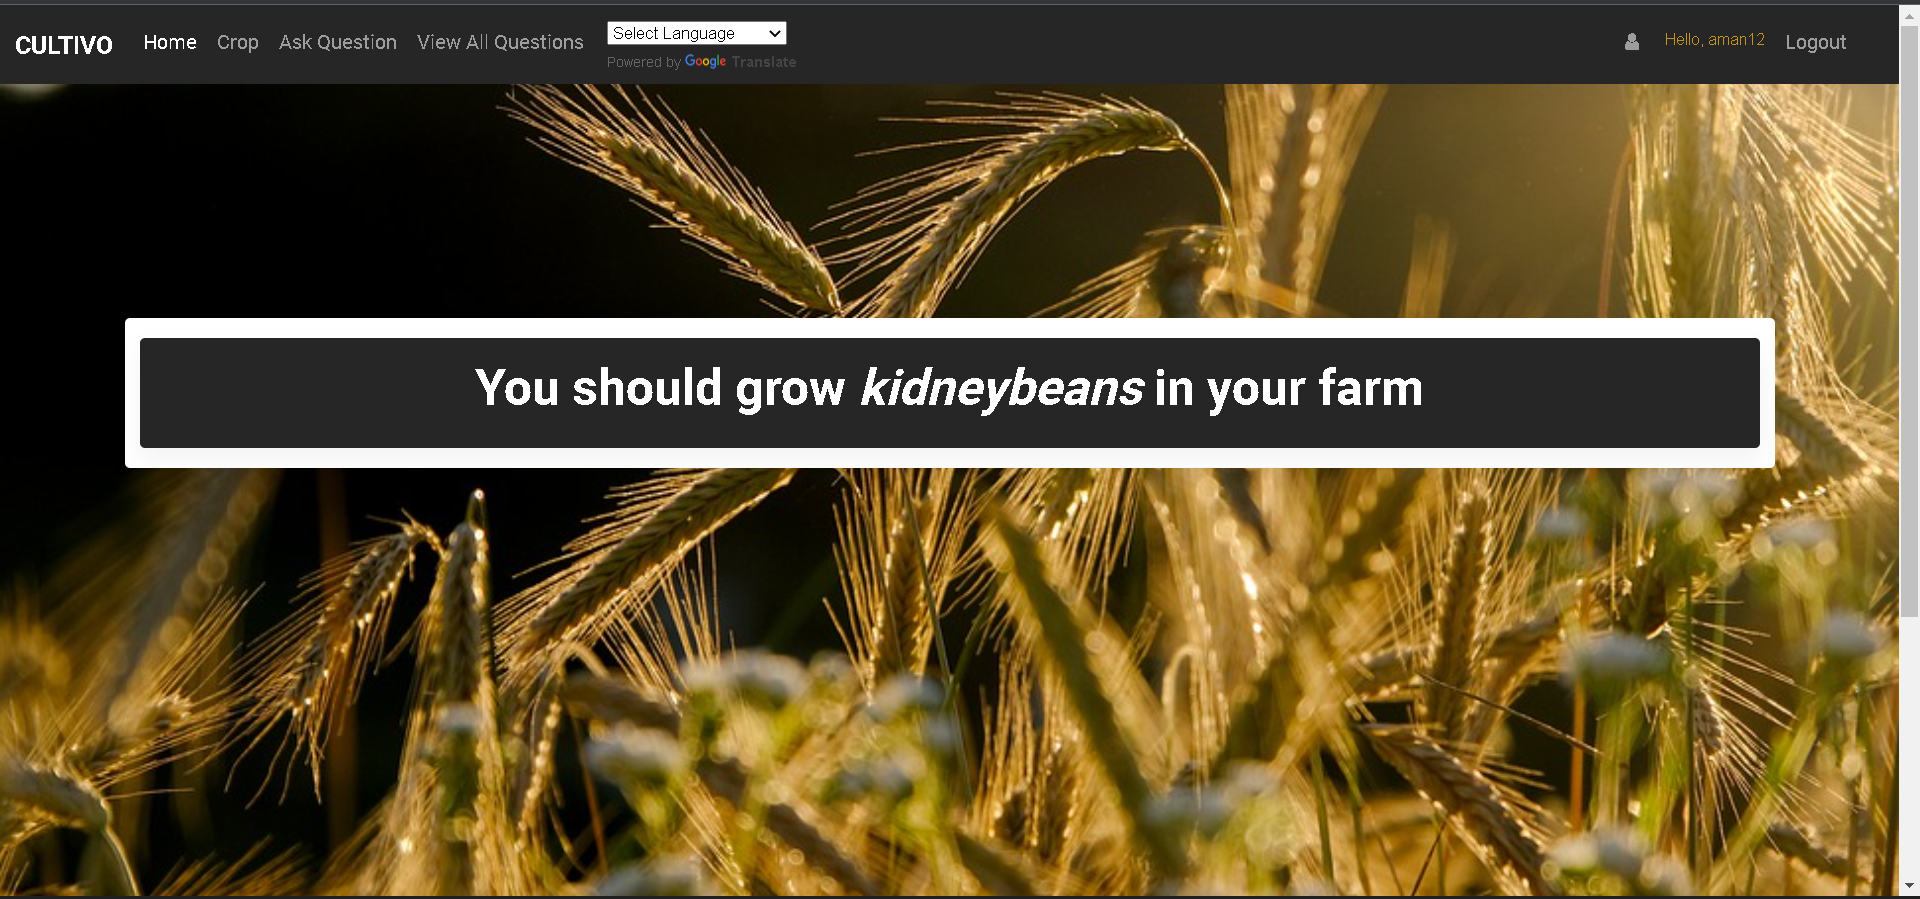 CULTIVO Home Crop Ask Question View All Questions Select Language Hello, aman12 Logout
Powered by Google Translate
You should grow kidneybeans in your farm